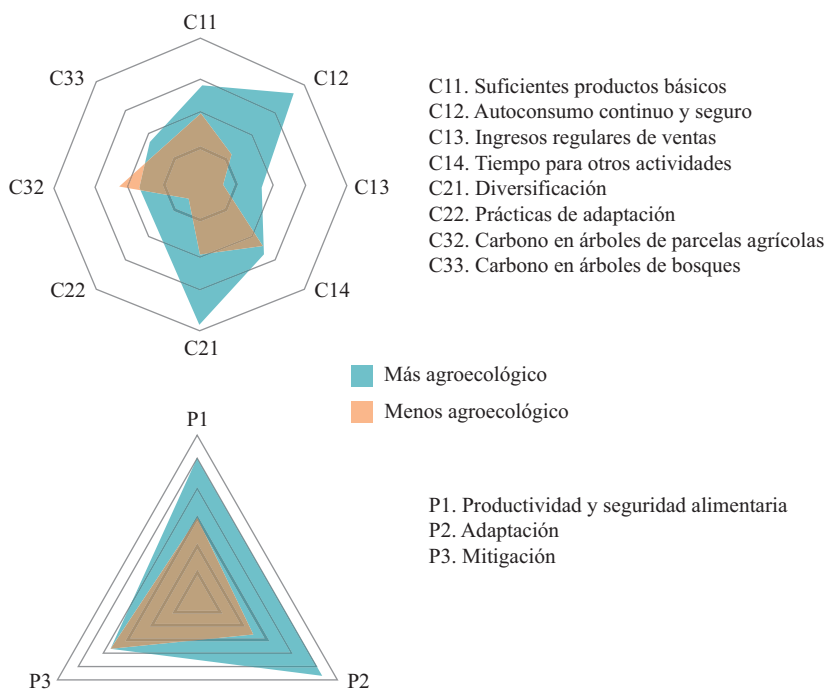 C11
C12
C13
C14
C21
C22
C32
C33
C11. Suficientes productos básicos
C12. Autoconsumo continuo y seguro
C13. Ingresos regulares de ventas
C14. Tiempo para otros actividades
C21. Diversificación
C22. Prácticas de adaptación
C32. Carbono en árboles de parcelas agrícolas
C33. Carbono en árboles de bosques
Más agroecológico
Menos agroecológico
P1
P2
P3
P1. Productividad y seguridad alimentaria
P2. Adaptación
P3. Mitigación